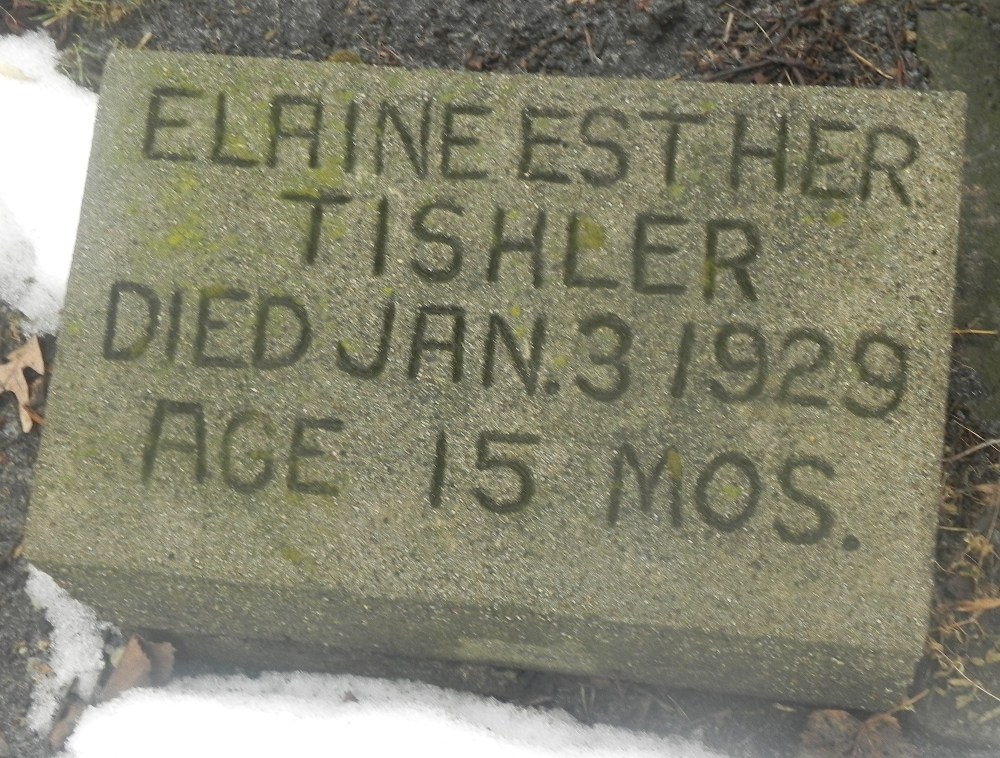 ELAINE ESTHER
TISHLER
DIED JAN. 3 1929
AGE 15 MOS.